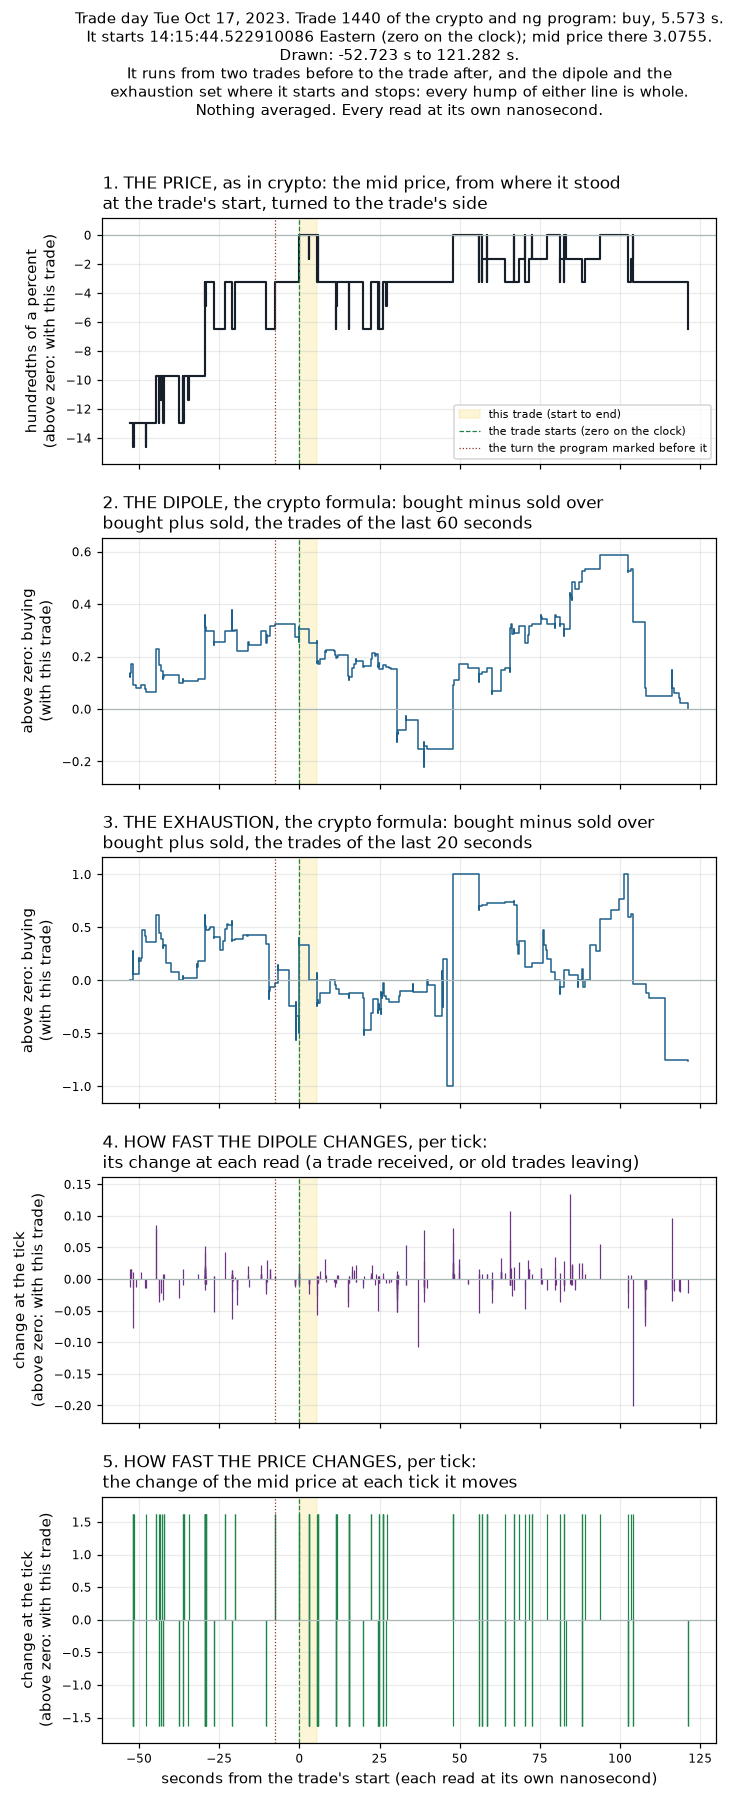 Trade day Tue Oct 17, 2023. Trade 1440 of the crypto and ng program: buy, 5.573 s.
It starts 14:15:44.522910086 Eastern (zero on the clock); mid price there 3.0755.
Drawn: -52.723 s to 121.282 s.
It runs from two trades before to the trade after, and the dipole and the
exhaustion set where it starts and stops: every hump of either line is whole.
Nothing averaged. Every read at its own nanosecond.
1. THE PRICE, as in crypto: the mid price, from where it stood
at the trade's start, turned to the trade's side
hundredths of a percent
(above zero: with this trade)
0
−2
−4
−6
−8
−10
−12
−14
this trade (start to end)
the trade starts (zero on the clock)
the turn the program marked before it
2. THE DIPOLE, the crypto formula: bought minus sold over
bought plus sold, the trades of the last 60 seconds
above zero: buying
(with this trade)
0.6
0.4
0.2
0.0
−0.2
3. THE EXHAUSTION, the crypto formula: bought minus sold over
bought plus sold, the trades of the last 20 seconds
above zero: buying
(with this trade)
1.0
0.5
0.0
−0.5
−1.0
4. HOW FAST THE DIPOLE CHANGES, per tick:
its change at each read (a trade received, or old trades leaving)
change at the tick
(above zero: with this trade)
0.15
0.10
0.05
0.00
−0.05
−0.10
−0.15
−0.20
5. HOW FAST THE PRICE CHANGES, per tick:
the change of the mid price at each tick it moves
change at the tick
(above zero: with this trade)
1.5
1.0
0.5
0.0
−0.5
−1.0
−1.5
−50 −25 0 25 50 75 100 125
seconds from the trade's start (each read at its own nanosecond)